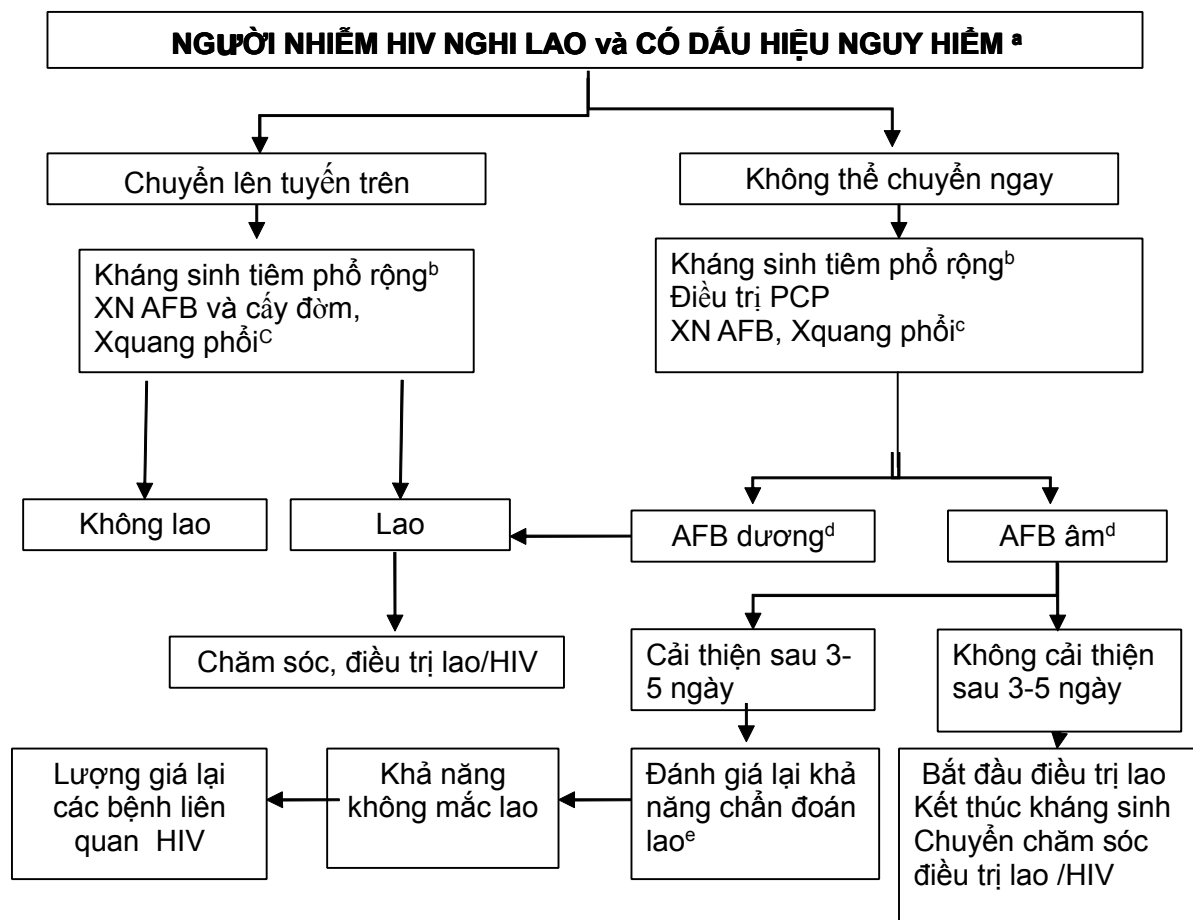 NGƯỜI NHIỄM HIV NGHI LAO và CÓ DẤU HIỆU NGUY HIỂM ᵃ
Chuyển lên tuyến trên
Không thể chuyển ngay
Kháng sinh tiêm phổ rộngᵇ
XN AFB và cấy đờm,
Xquang phổiᶜ
Kháng sinh tiêm phổ rộngᵇ
Điều trị PCP
XN AFB, Xquang phổiᶜ
Không lao
Lao
AFB dươngᵈ
AFB âmᵈ
Chăm sóc, điều trị lao/HIV
Cải thiện sau 3-
5 ngày
Không cải thiện
sau 3-5 ngày
Lượng giá lại
các bệnh liên
quan HIV
Khả năng
không mắc lao
Đánh giá lại khả
năng chẩn đoán
laoᵉ
Bắt đầu điều trị lao
Kết thúc kháng sinh
Chuyển chăm sóc
điều trị lao /HIV